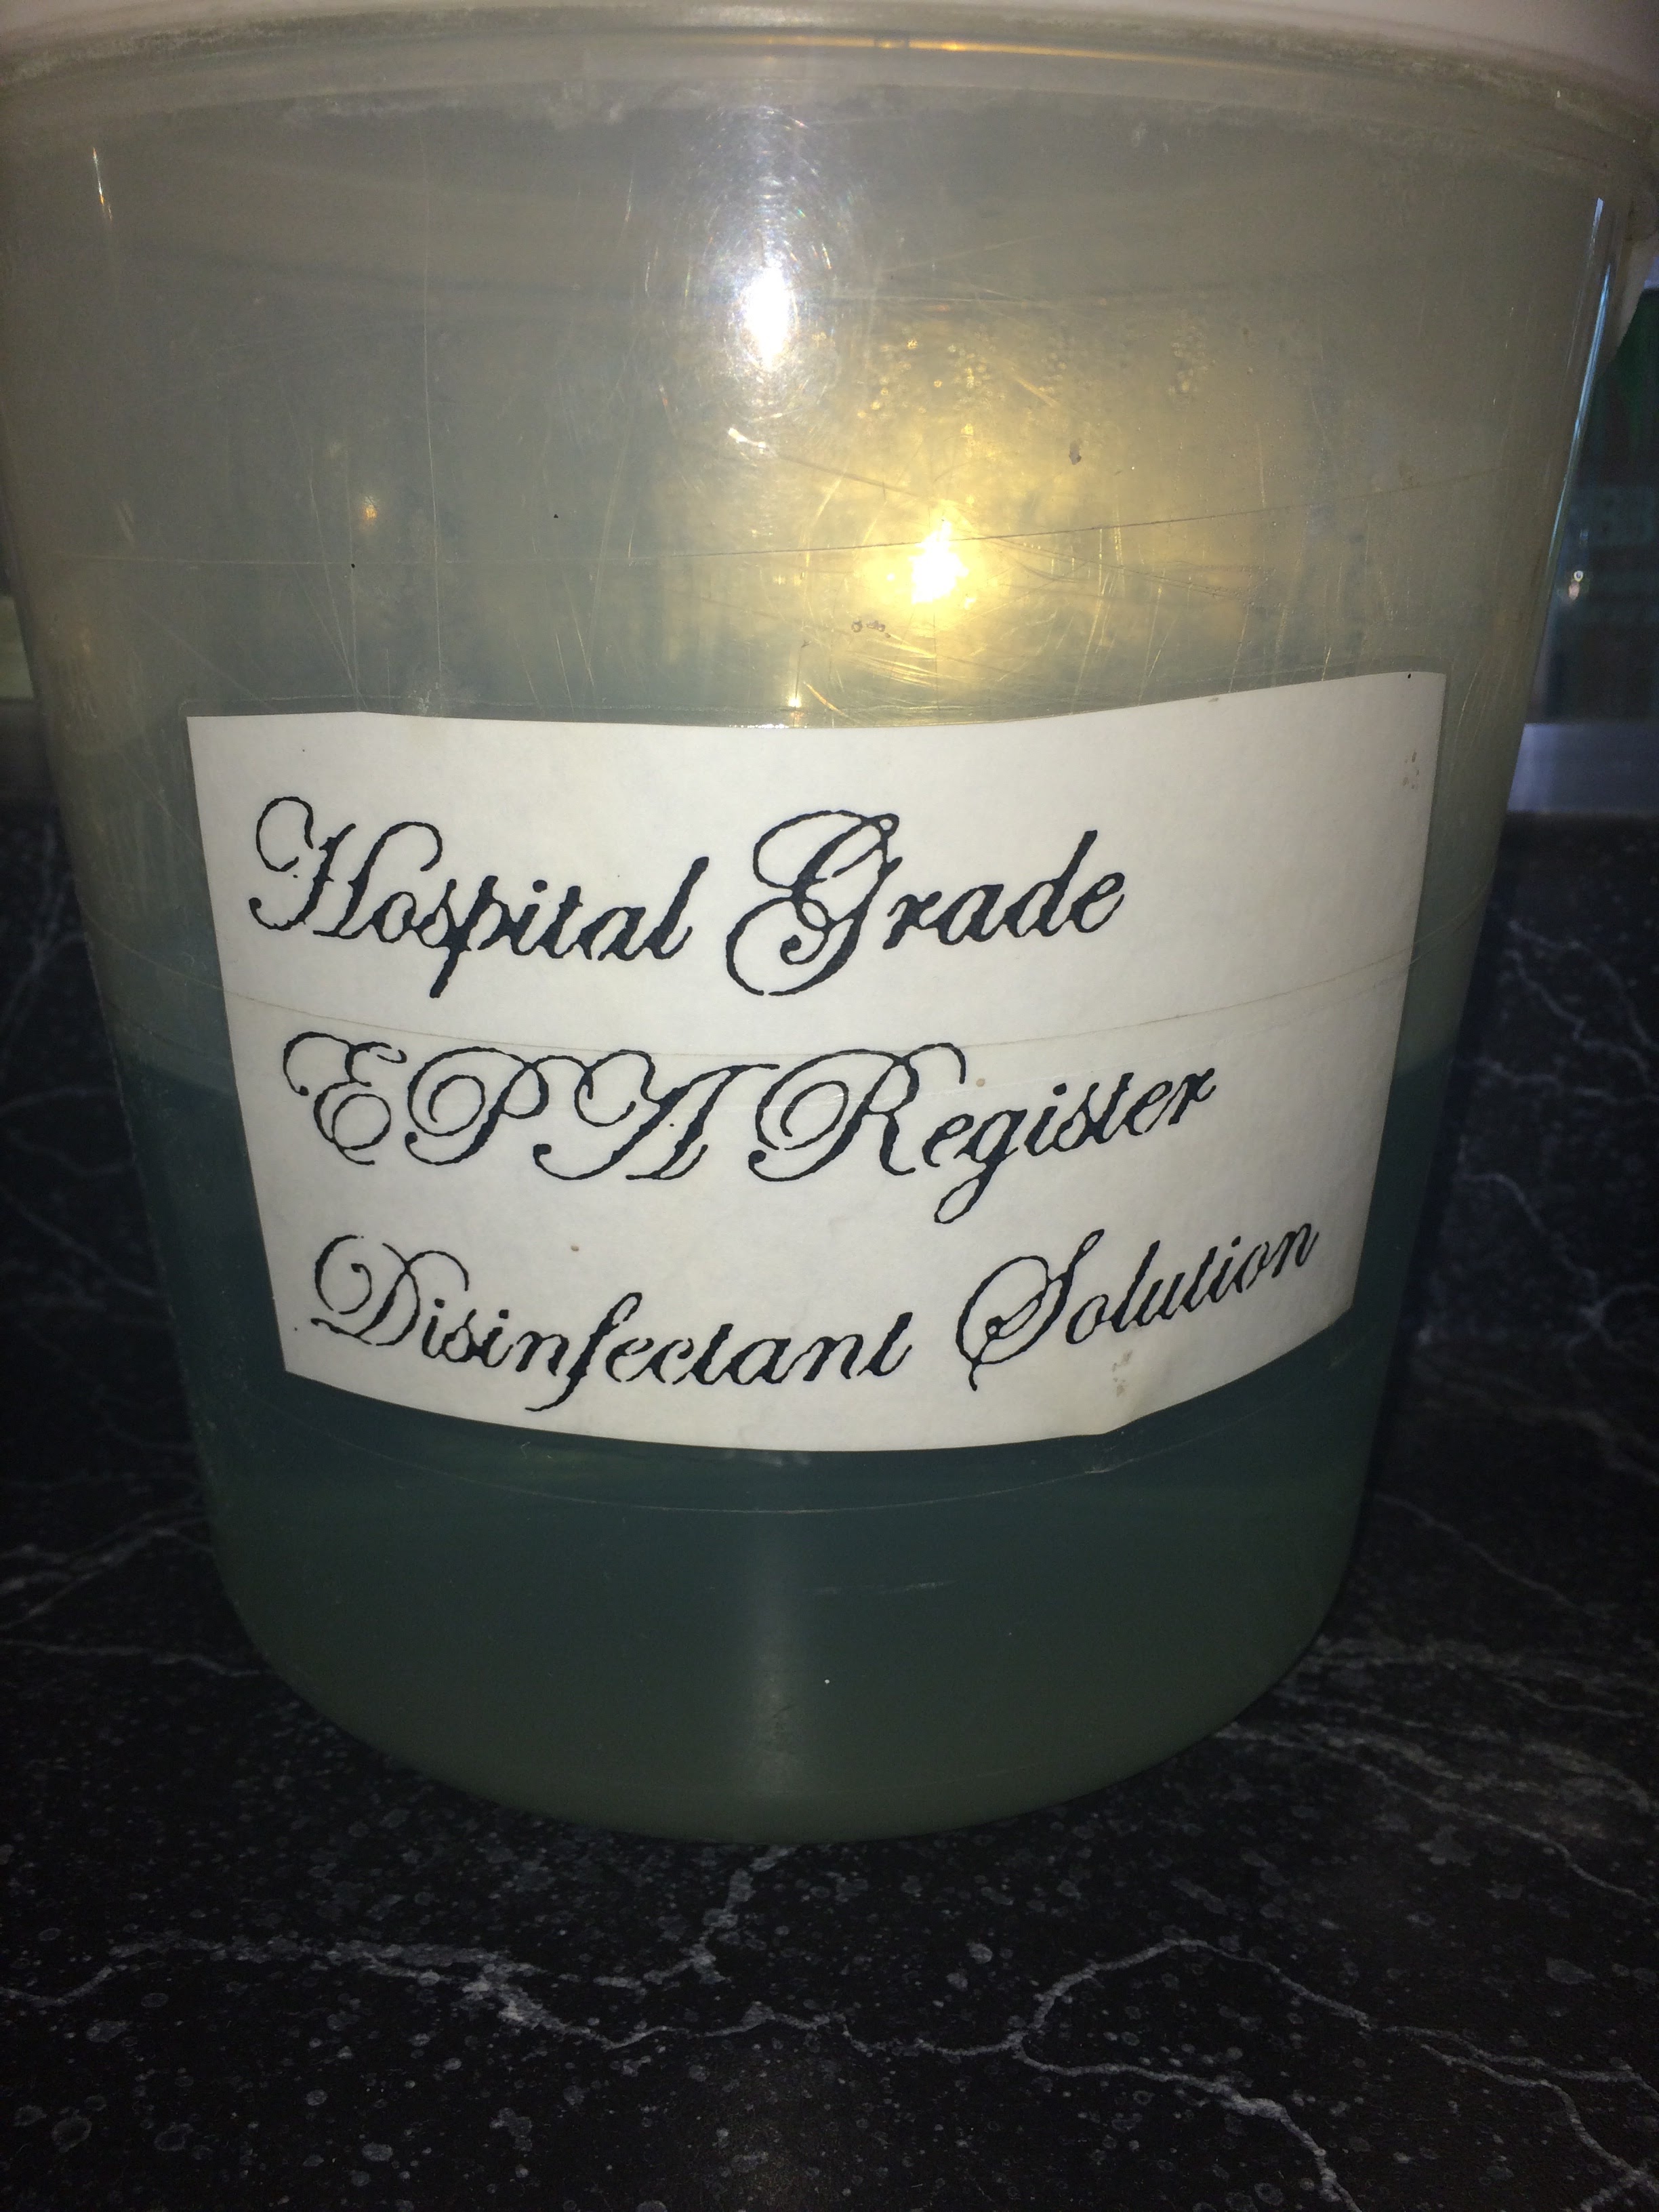 Hospital Grade
EPA Register
Disinfectant Solution